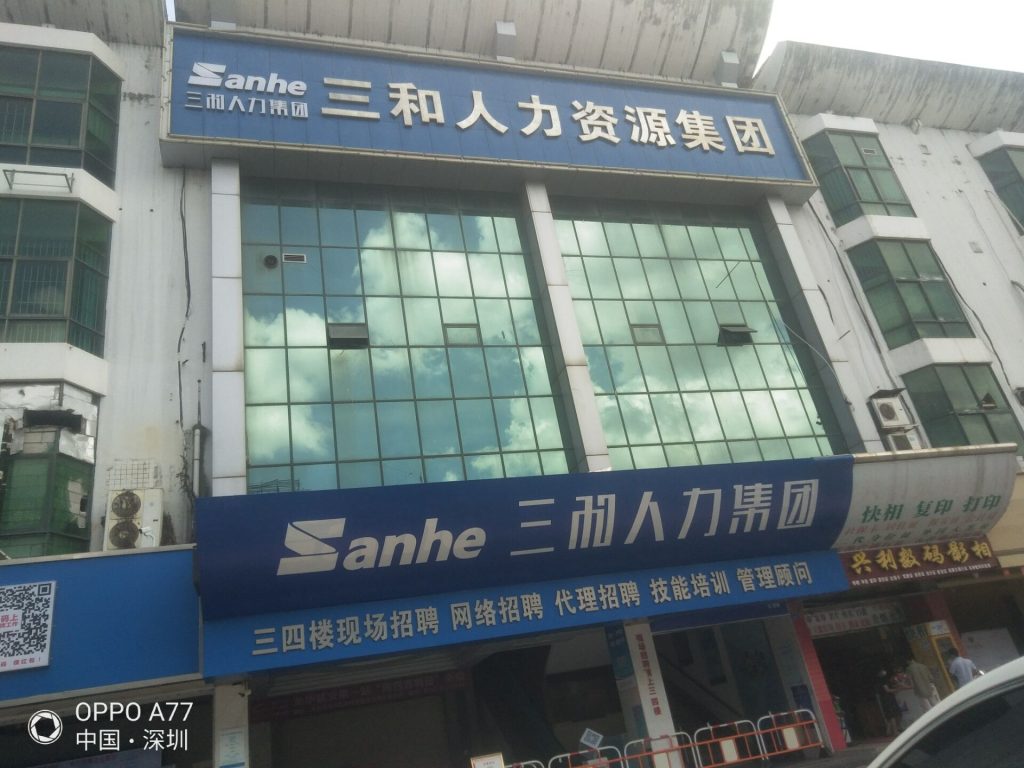 Sanhe
三和人力集团
三和人力资源集团
Sanhe 三和人力集团
三四楼现场招聘 网络招聘 代理招聘 技能培训 管理顾问
快相 复印 打印
兴利数码影相
OPPO A77
中国·深圳